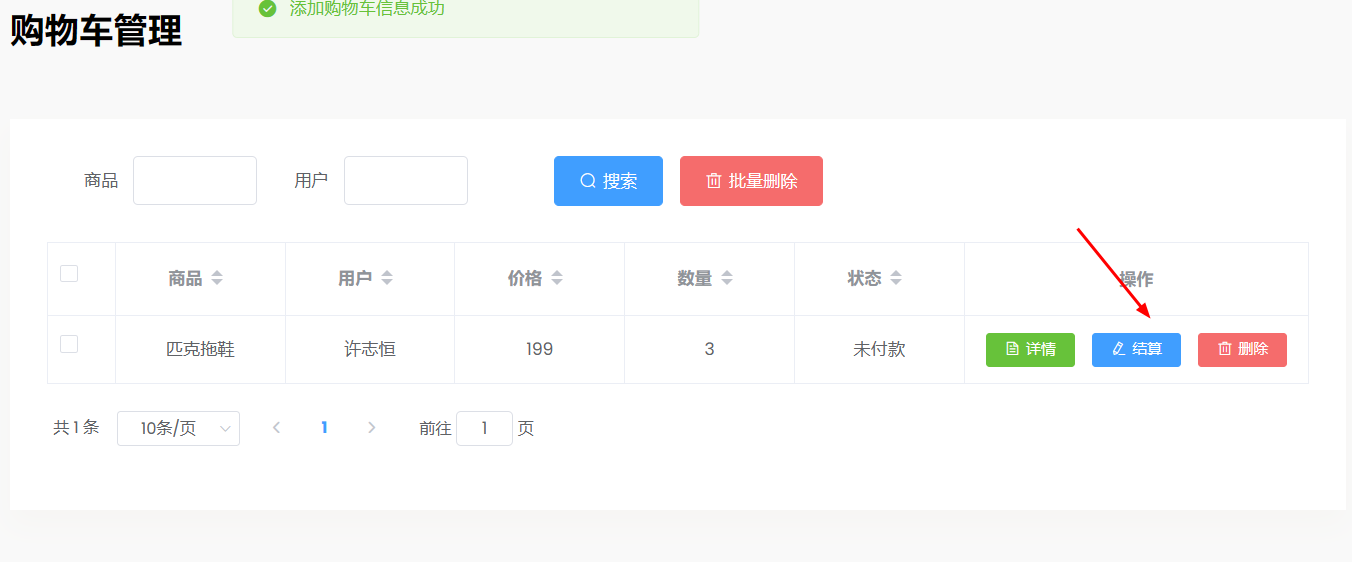 添加购物车信息成功
购物车管理
商品 用户 搜索 批量删除
商品 用户 价格 数量 状态 操作
匹克拖鞋 许志恒 199 3 未付款 详情 结算 删除
共 1 条 10条/页 1 前往 1 页